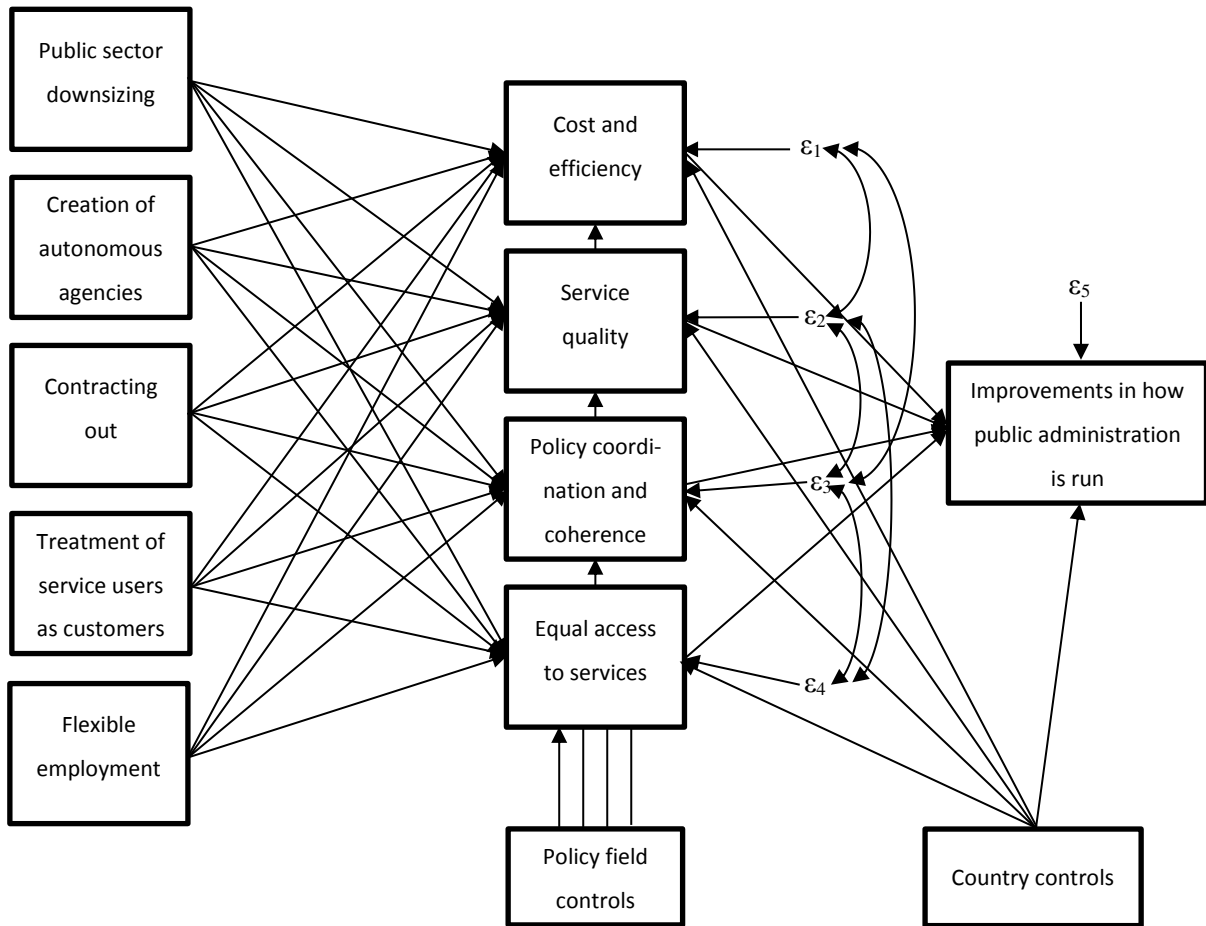 Public sector
downsizing
Creation of
autonomous
agencies
Contracting
out
Treatment of
service users
as customers
Flexible
employment
Cost and
efficiency
Service
quality
Policy coordi-
nation and
coherence
Equal access
to services
Policy field
controls
ε1
ε2
ε3
ε4
ε5
Improvements in how
public administration
is run
Country controls